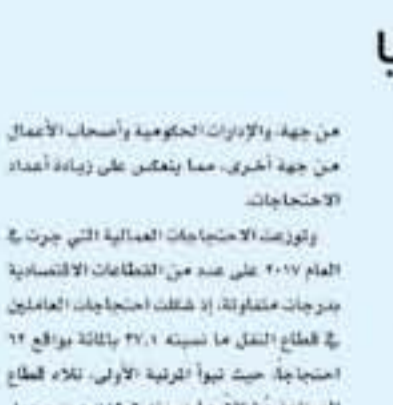 يا
من جهة، والإدارات الحكومية وأصحاب الأعمال
من جهة أخرى، مما ينعكس على زيادة أعداد
الاحتجاجات.
وتوزعت الاحتجاجات العمالية التي جرت في
العام ٢٠١٧ على عدد من القطاعات الاقتصادية
بدرجات متفاوتة، إذ شكلت احتجاجات العاملين
في قطاع النقل ما نسبته ٢٧,١ بالمائة بواقع ٦٢
احتجاجاً، حيث تبوأ المرتبة الأولى، تلاه قطاع